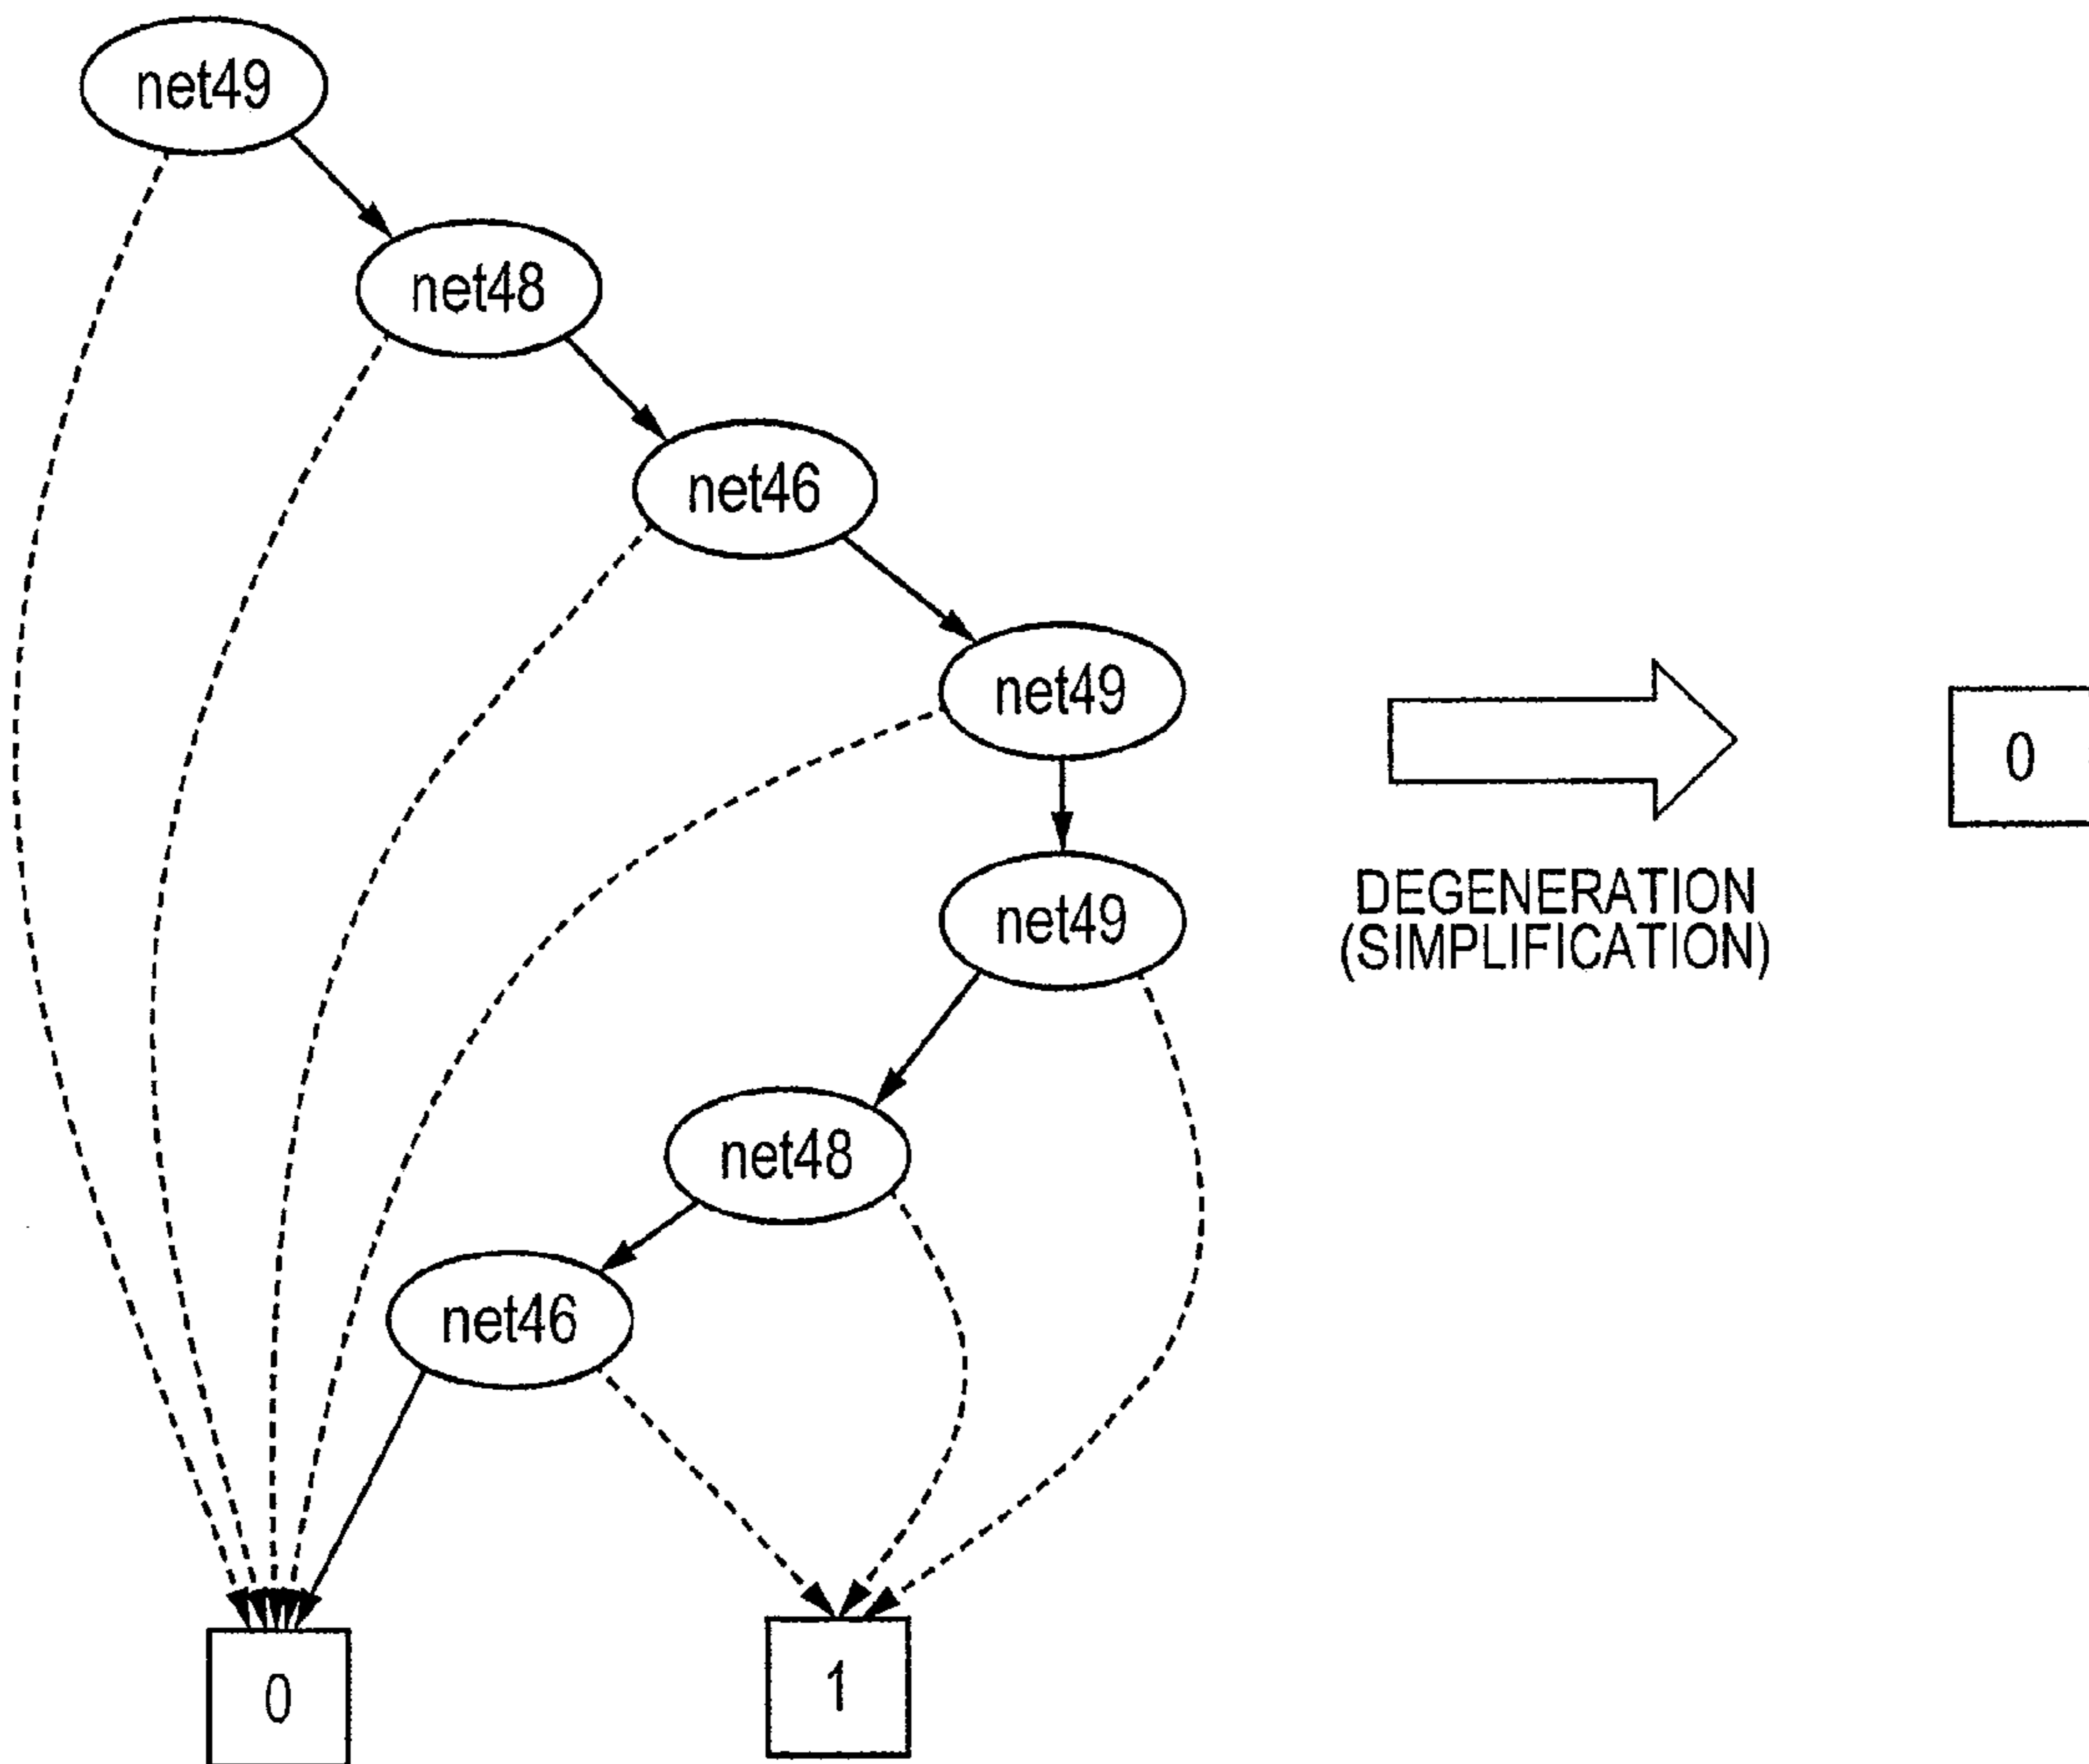 net49
net48
net46
net49
net49
net48
net46
0
1
DEGENERATION
(SIMPLIFICATION)
0